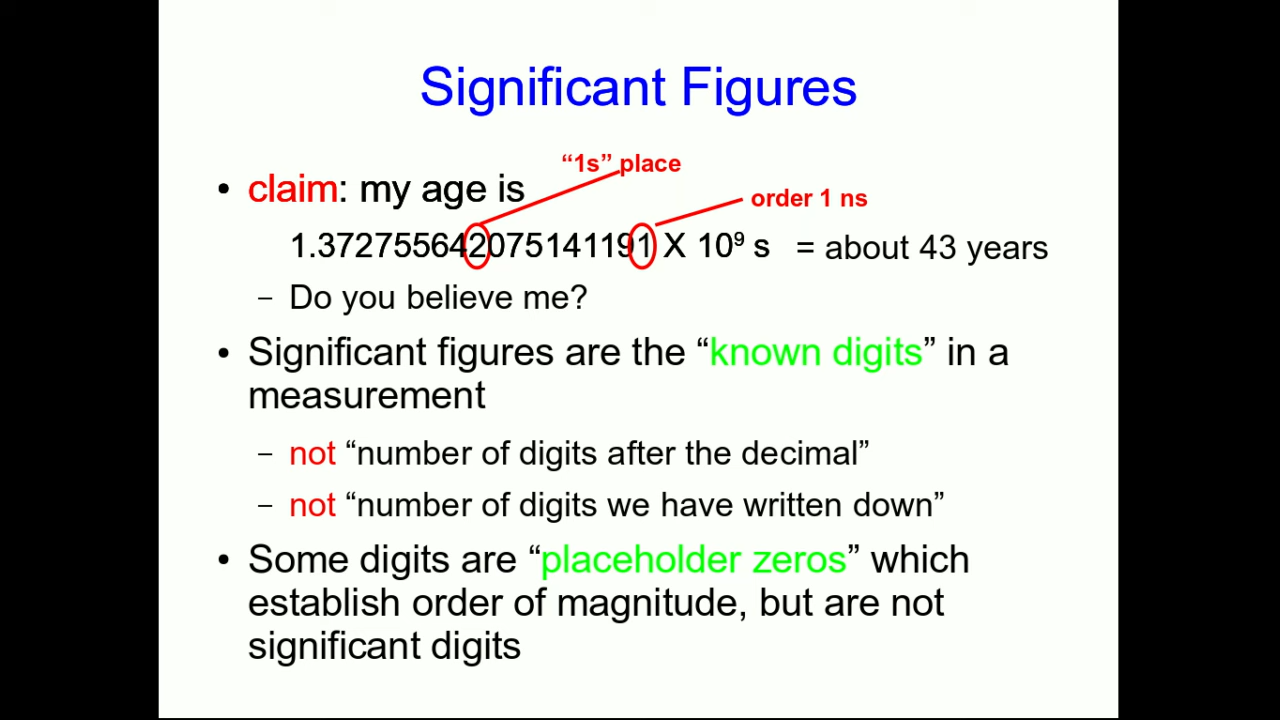 Significant Figures
“1s” place
• claim: my age is
order 1 ns
1.372755642075141191 X 10⁹ s = about 43 years
– Do you believe me?
• Significant figures are the “known digits” in a
measurement
– not “number of digits after the decimal”
– not “number of digits we have written down”
• Some digits are “placeholder zeros” which
establish order of magnitude, but are not
significant digits